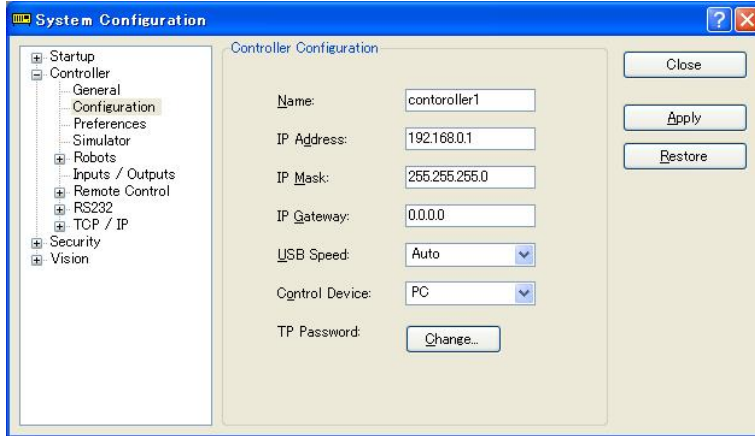 System Configuration
Startup
Controller
General
Configuration
Preferences
Simulator
Robots
Inputs / Outputs
Remote Control
RS232
TCP / IP
Security
Vision
Controller Configuration
Name: contoroller1
IP Address: 192.168.0.1
IP Mask: 255.255.255.0
IP Gateway: 0.0.0.0
USB Speed: Auto
Control Device: PC
TP Password: Change...
Close
Apply
Restore